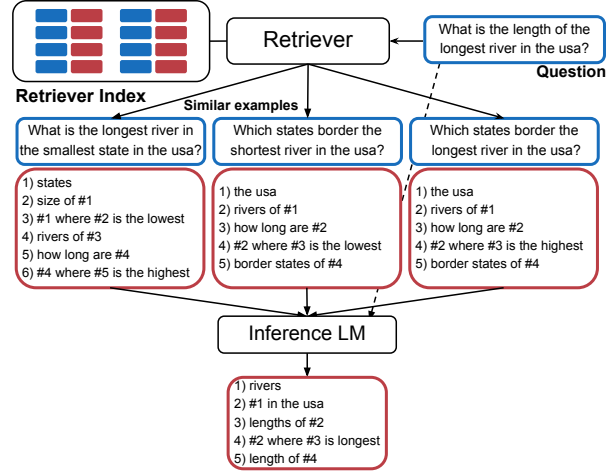 Retriever
What is the length of the
longest river in the usa?
Question
Retriever Index
Similar examples
What is the longest river in
the smallest state in the usa?
1) states
2) size of #1
3) #1 where #2 is the lowest
4) rivers of #3
5) how long are #4
6) #4 where #5 is the highest
Which states border the
shortest river in the usa?
1) the usa
2) rivers of #1
3) how long are #2
4) #2 where #3 is the lowest
5) border states of #4
Which states border the
longest river in the usa?
1) the usa
2) rivers of #1
3) how long are #2
4) #2 where #3 is the highest
5) border states of #4
Inference LM
1) rivers
2) #1 in the usa
3) lengths of #2
4) #2 where #3 is longest
5) length of #4